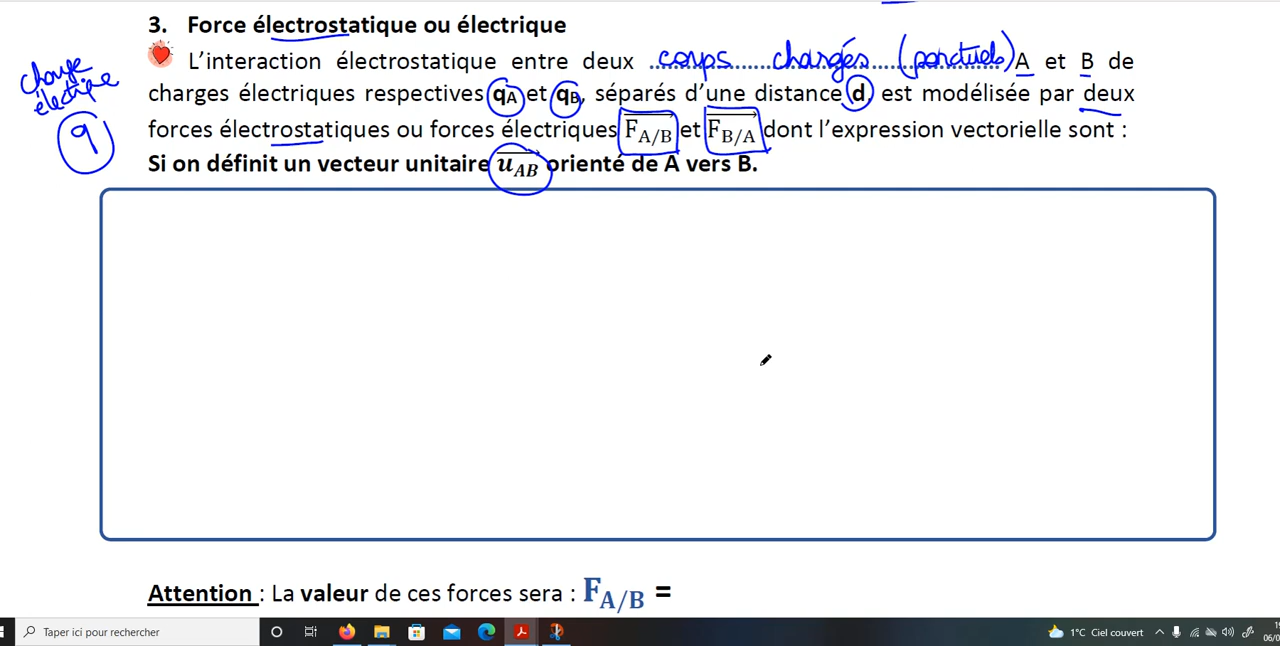 3. Force électrostatique ou électrique
L'interaction électrostatique entre deux ...corps......chargés...(ponctuels) A et B de
charge électrique
charges électriques respectives qA et qB, séparés d'une distance d, est modélisée par deux
q
forces électrostatiques ou forces électriques F A/B et F B/A dont l'expression vectorielle sont :
Si on définit un vecteur unitaire u AB orienté de A vers B.
Attention : La valeur de ces forces sera : F A/B =
Taper ici pour rechercher
1°C Ciel couvert